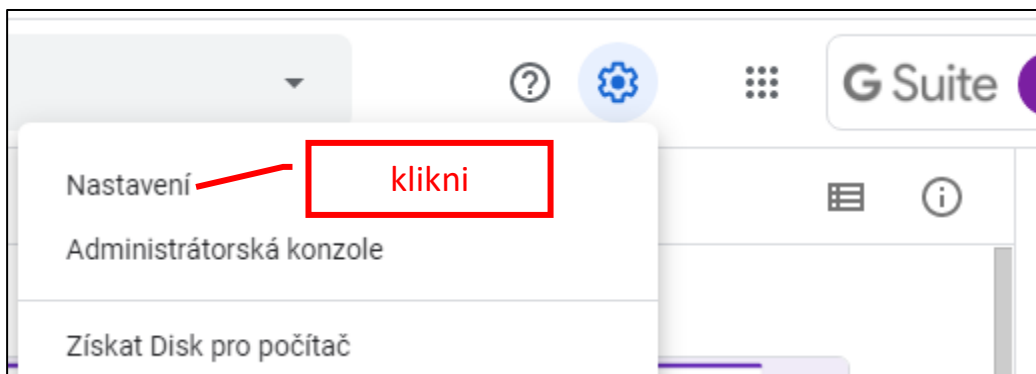 G Suite
Nastavení
klikni
Administrátorská konzole
Získat Disk pro počítač